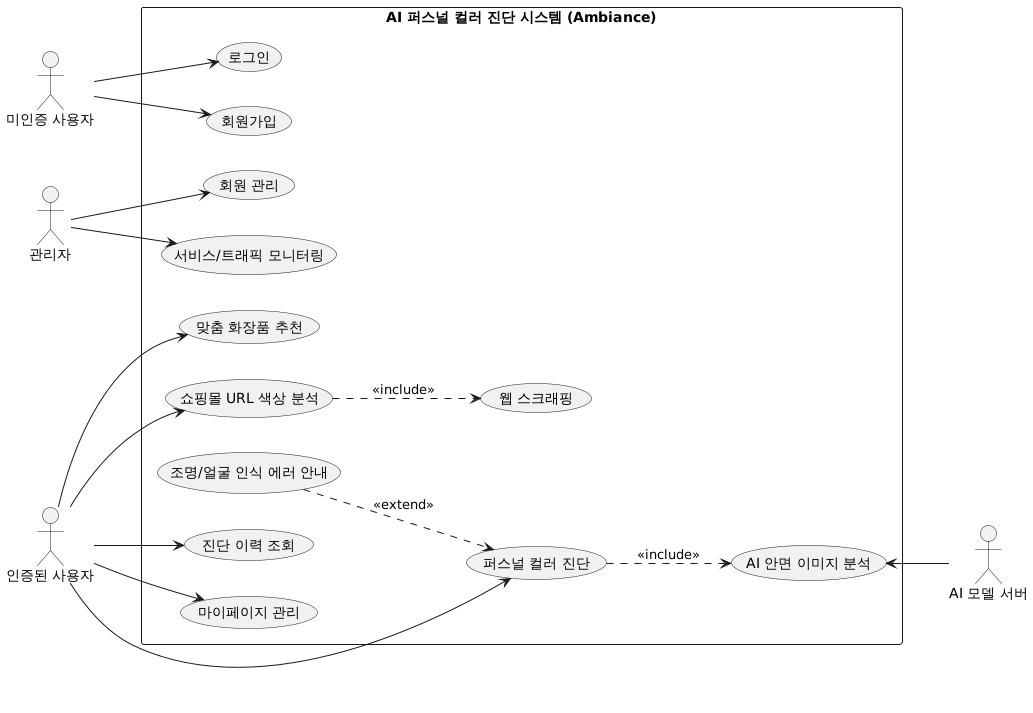 AI 퍼스널 컬러 진단 시스템 (Ambiance)
로그인
미인증 사용자
회원가입
회원 관리
관리자
서비스/트래픽 모니터링
맞춤 화장품 추천
쇼핑몰 URL 색상 분석
«include»
웹 스크래핑
조명/얼굴 인식 에러 안내
«extend»
진단 이력 조회
인증된 사용자
퍼스널 컬러 진단
«include»
AI 안면 이미지 분석
AI 모델 서버
마이페이지 관리